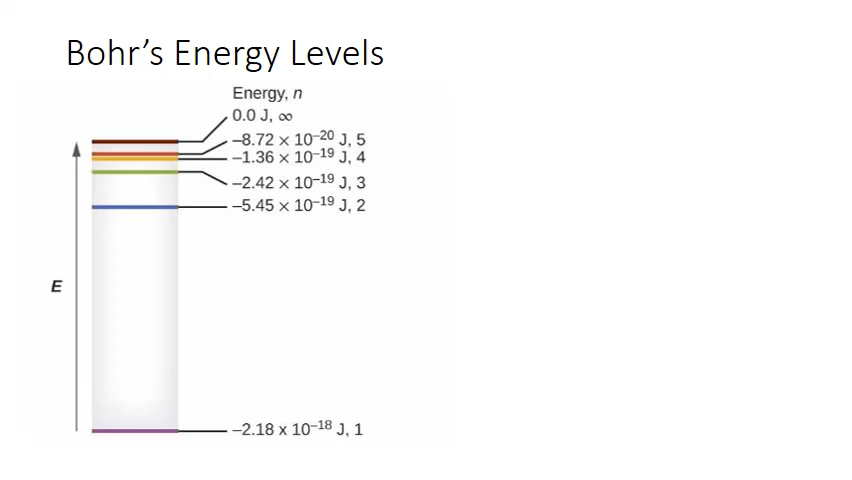 Bohr’s Energy Levels
Energy, n
0.0 J, ∞
–8.72 × 10⁻²⁰ J, 5
–1.36 × 10⁻¹⁹ J, 4
–2.42 × 10⁻¹⁹ J, 3
–5.45 × 10⁻¹⁹ J, 2
E
–2.18 x 10⁻¹⁸ J, 1